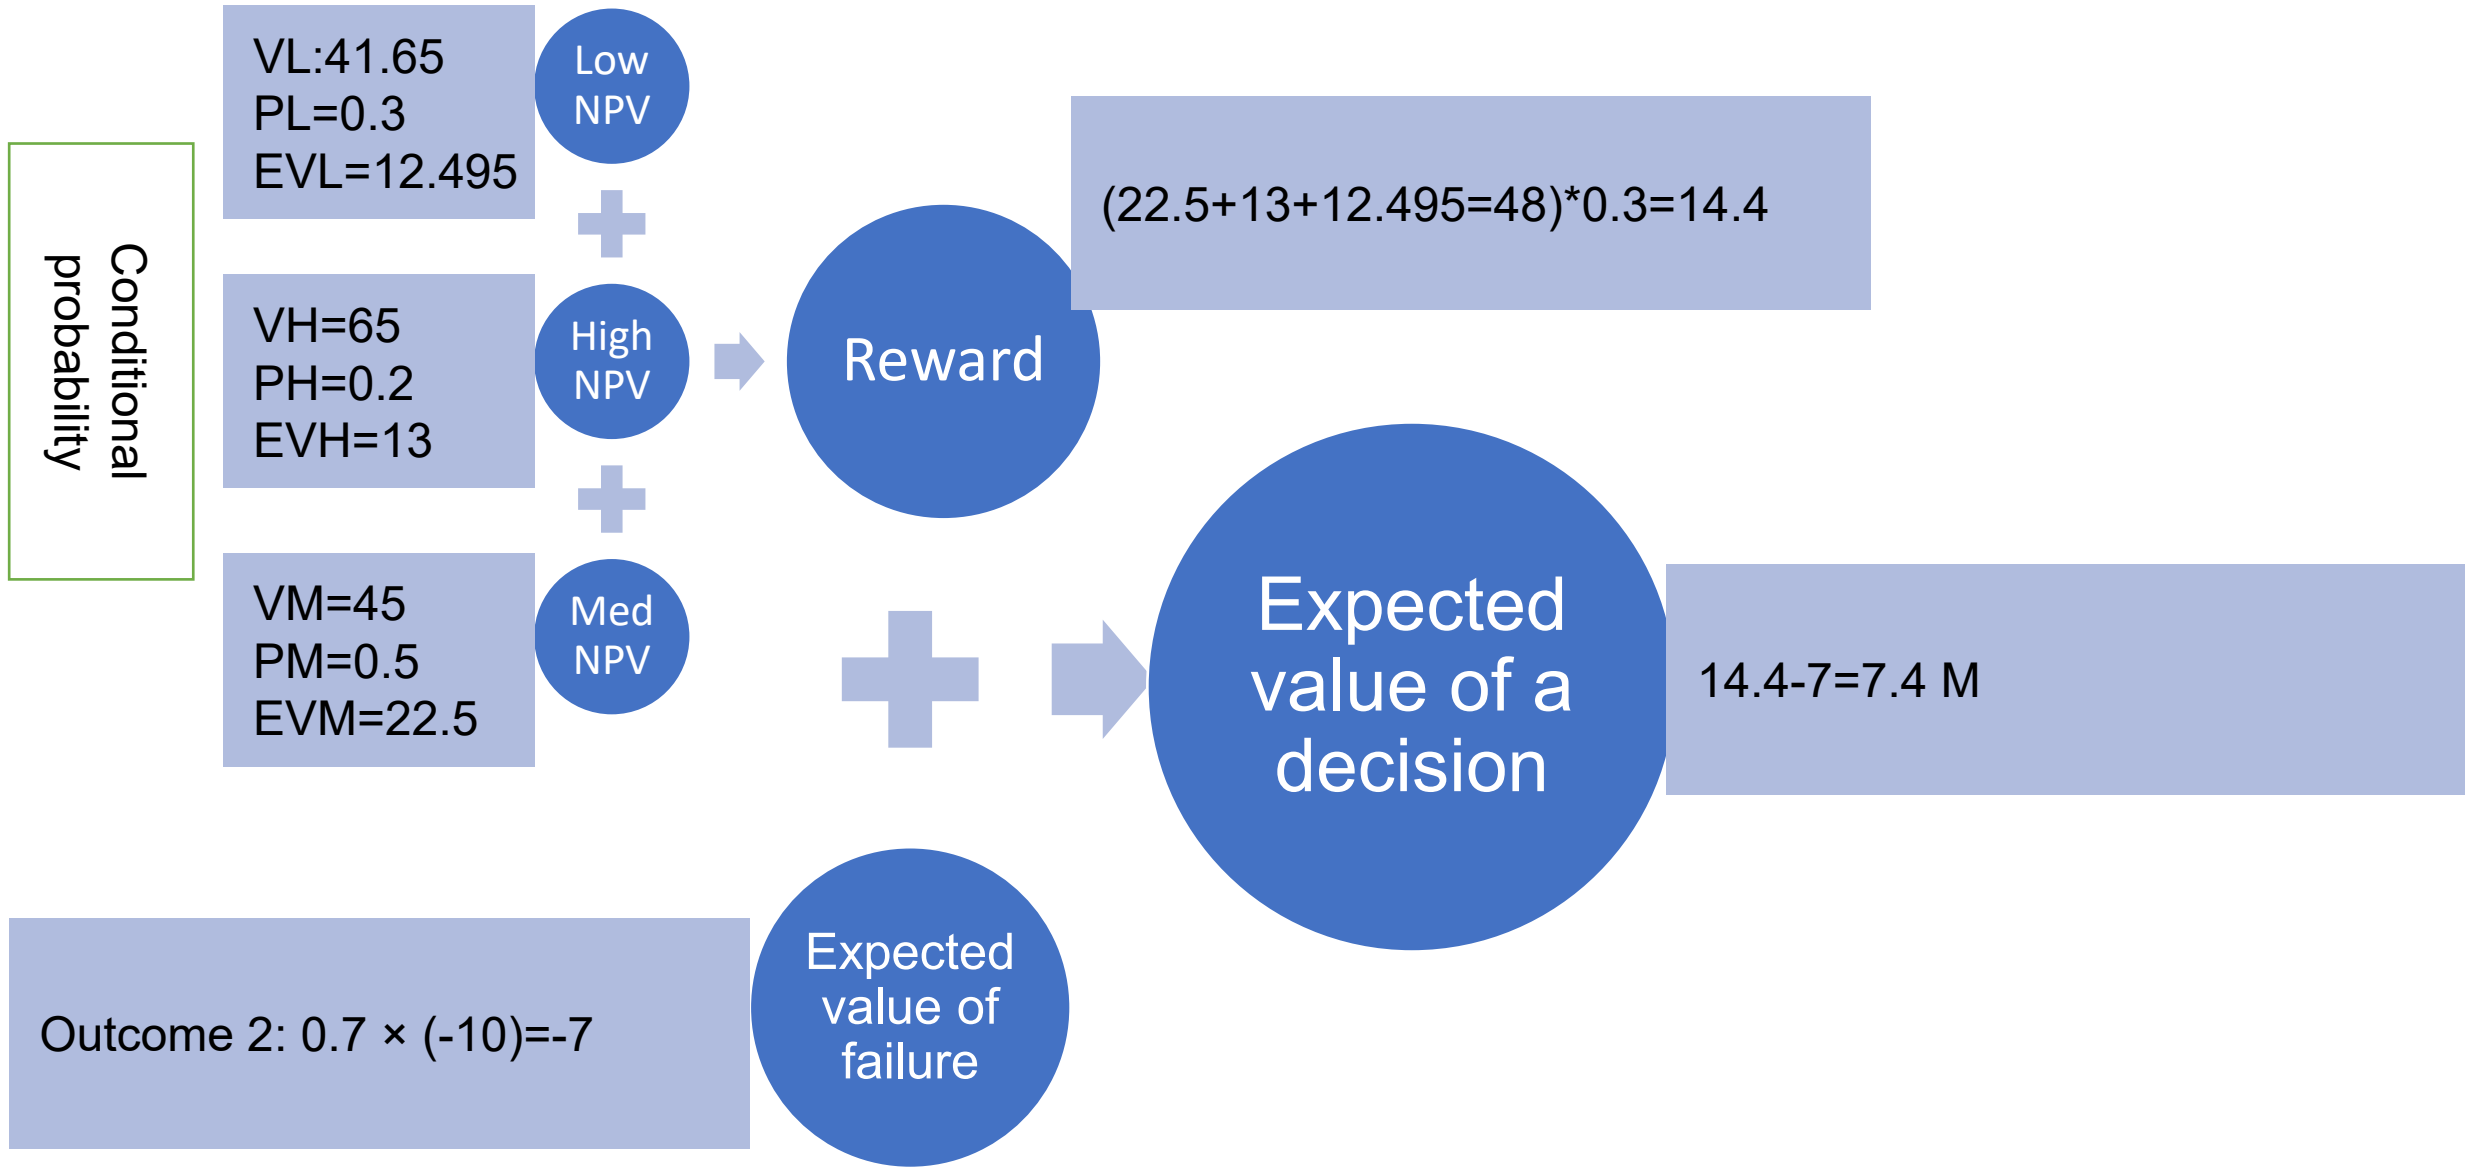 Conditional
probability
VL:41.65
PL=0.3
EVL=12.495
Low
NPV
VH=65
PH=0.2
EVH=13
High
NPV
VM=45
PM=0.5
EVM=22.5
Med
NPV
Reward
(22.5+13+12.495=48)*0.3=14.4
Outcome 2: 0.7 × (-10)=-7
Expected
value of
failure
Expected
value of a
decision
14.4-7=7.4 M